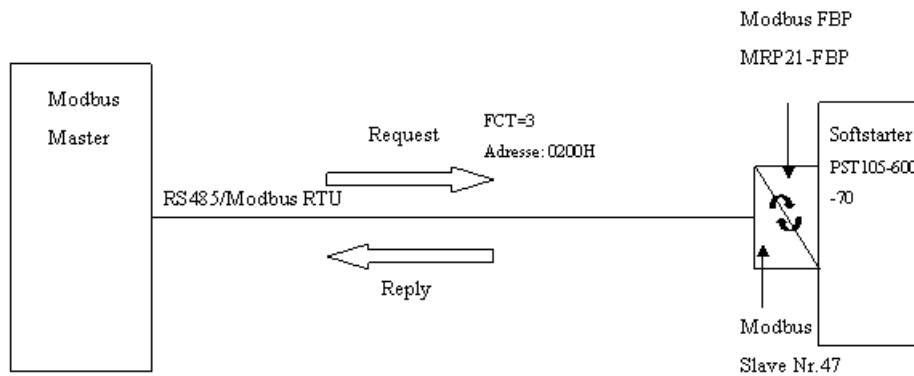 Modbus FBP
MRP21-FBP
Modbus
Master
Request
FCT=3
Adresse: 0200H
Softstarter
PST105-600
-70
RS485/Modbus RTU
Reply
Modbus
Slave Nr.47